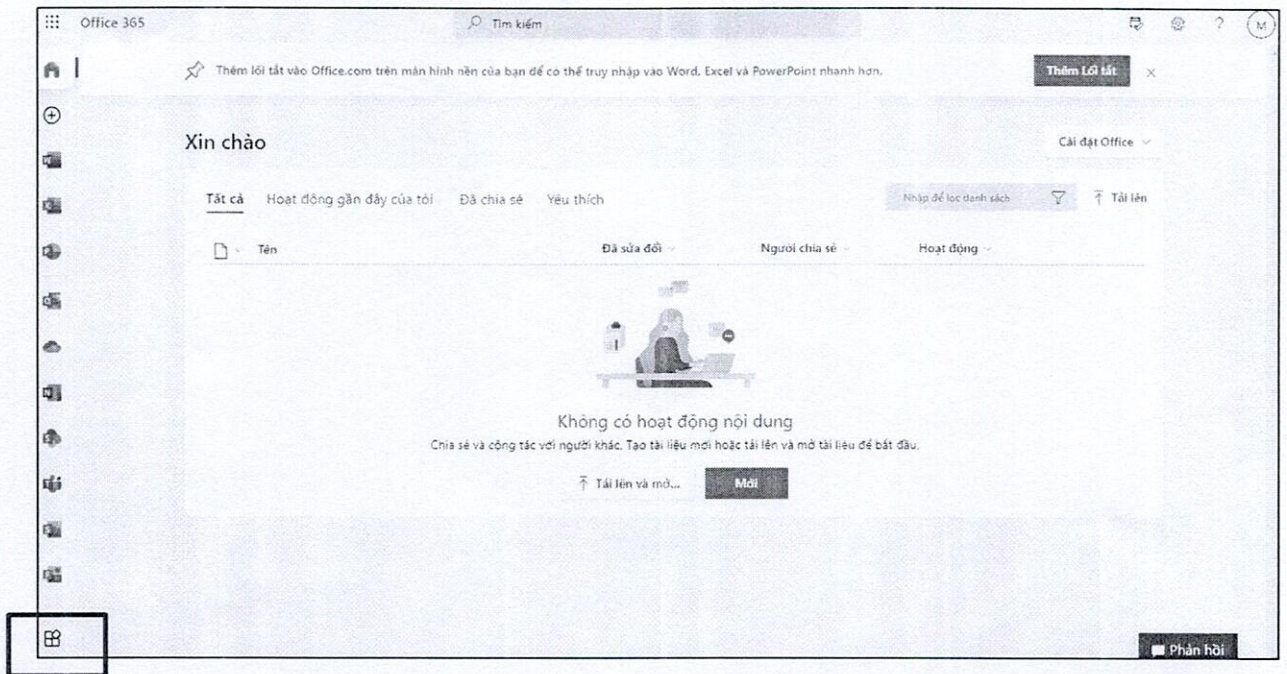 Office 365
Tìm kiếm
?
M
Thêm lối tắt vào Office.com trên màn hình nền của bạn để có thể truy nhập vào Word, Excel và PowerPoint nhanh hơn.
Thêm Lối tắt
Xin chào
Cài đặt Office
Tất cả Hoạt động gần đây của tôi Đã chia sẻ Yêu thích
Nhập để lọc danh sách
Tải lên
Tên Đã sửa đổi Người chia sẻ Hoạt động
Không có hoạt động nội dung
Chia sẻ và cộng tác với người khác. Tạo tài liệu mới hoặc tải lên và mở tài liệu để bắt đầu.
Tải lên và mở...
Mới
Phản hồi